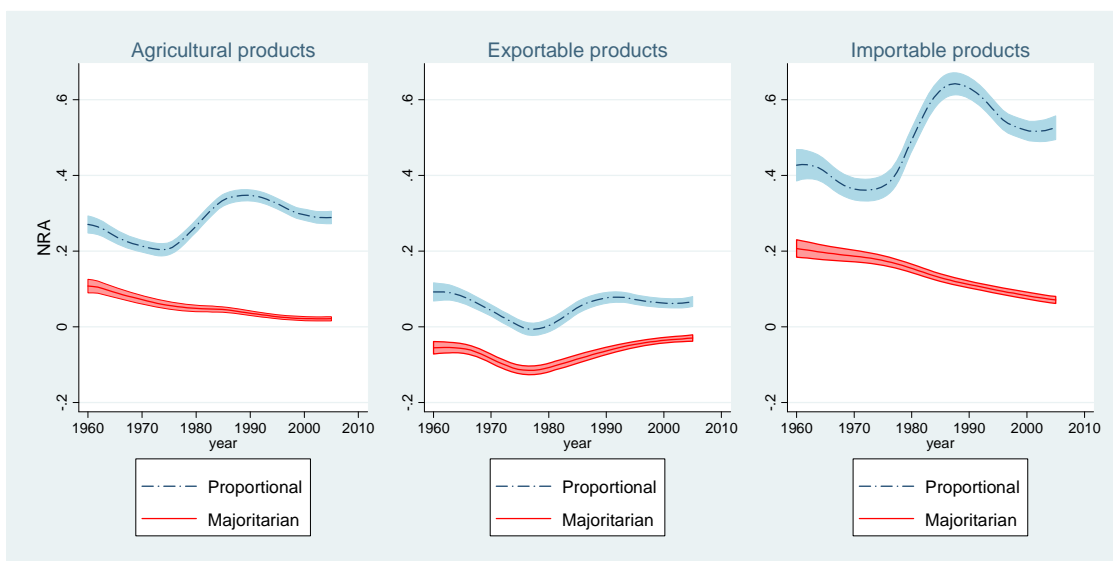 Agricultural products
NRA
.6
.4
.2
0
-.2
1960 1970 1980 1990 2000 2010
year
Proportional
Majoritarian
Exportable products
.6
.4
.2
0
-.2
1960 1970 1980 1990 2000 2010
year
Proportional
Majoritarian
Importable products
.6
.4
.2
0
-.2
1960 1970 1980 1990 2000 2010
year
Proportional
Majoritarian